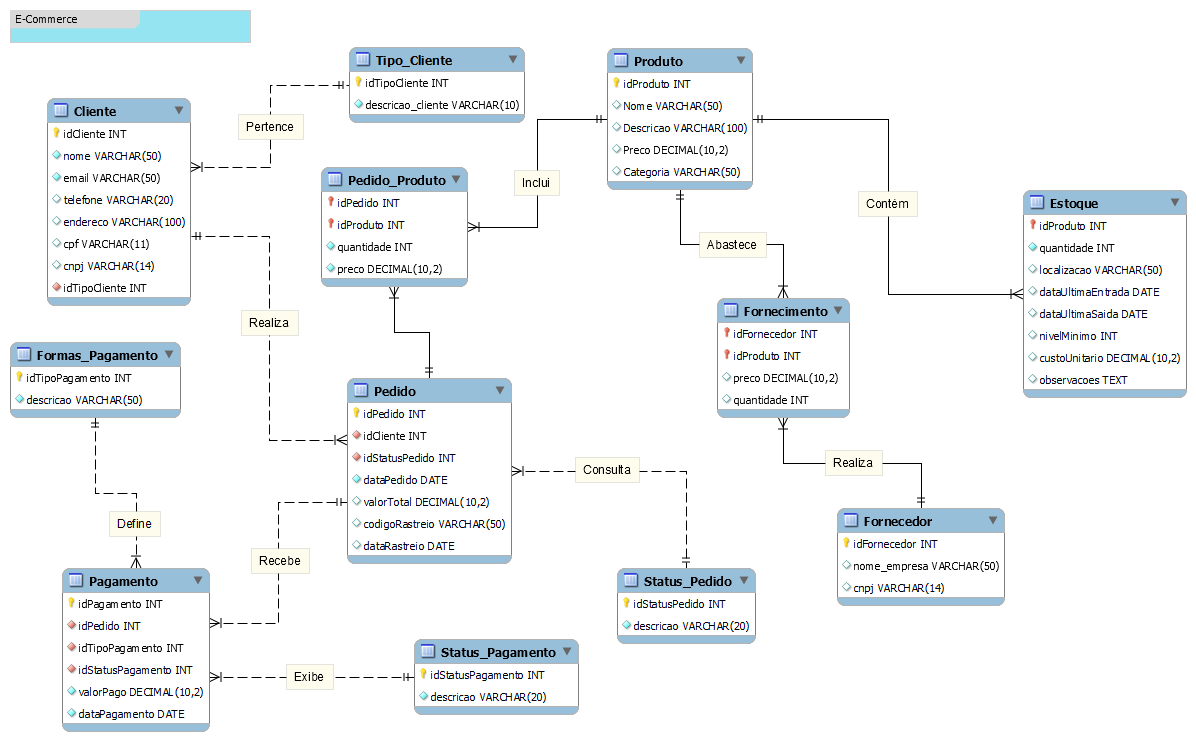 E-Commerce
Tipo_Cliente
idTipoCliente INT
descricao_cliente VARCHAR(10)
Produto
idProduto INT
Nome VARCHAR(50)
Descricao VARCHAR(100)
Preco DECIMAL(10,2)
Categoria VARCHAR(50)
Cliente
idCliente INT
nome VARCHAR(50)
email VARCHAR(50)
telefone VARCHAR(20)
endereco VARCHAR(100)
cpf VARCHAR(11)
cnpj VARCHAR(14)
idTipoCliente INT
Pertence
Pedido_Produto
idPedido INT
idProduto INT
quantidade INT
preco DECIMAL(10,2)
Inclui
Contém
Estoque
idProduto INT
quantidade INT
localizacao VARCHAR(50)
dataUltimaEntrada DATE
dataUltimaSaida DATE
nivelMinimo INT
custoUnitario DECIMAL(10,2)
observacoes TEXT
Abastece
Fornecimento
idFornecedor INT
idProduto INT
preco DECIMAL(10,2)
quantidade INT
Realiza
Formas_Pagamento
idTipoPagamento INT
descricao VARCHAR(50)
Pedido
idPedido INT
idCliente INT
idStatusPedido INT
dataPedido DATE
valorTotal DECIMAL(10,2)
codigoRastreio VARCHAR(50)
dataRastreio DATE
Consulta
Realiza
Fornecedor
idFornecedor INT
nome_empresa VARCHAR(50)
cnpj VARCHAR(14)
Define
Recebe
Pagamento
idPagamento INT
idPedido INT
idTipoPagamento INT
idStatusPagamento INT
valorPago DECIMAL(10,2)
dataPagamento DATE
Status_Pedido
idStatusPedido INT
descricao VARCHAR(20)
Exibe
Status_Pagamento
idStatusPagamento INT
descricao VARCHAR(20)